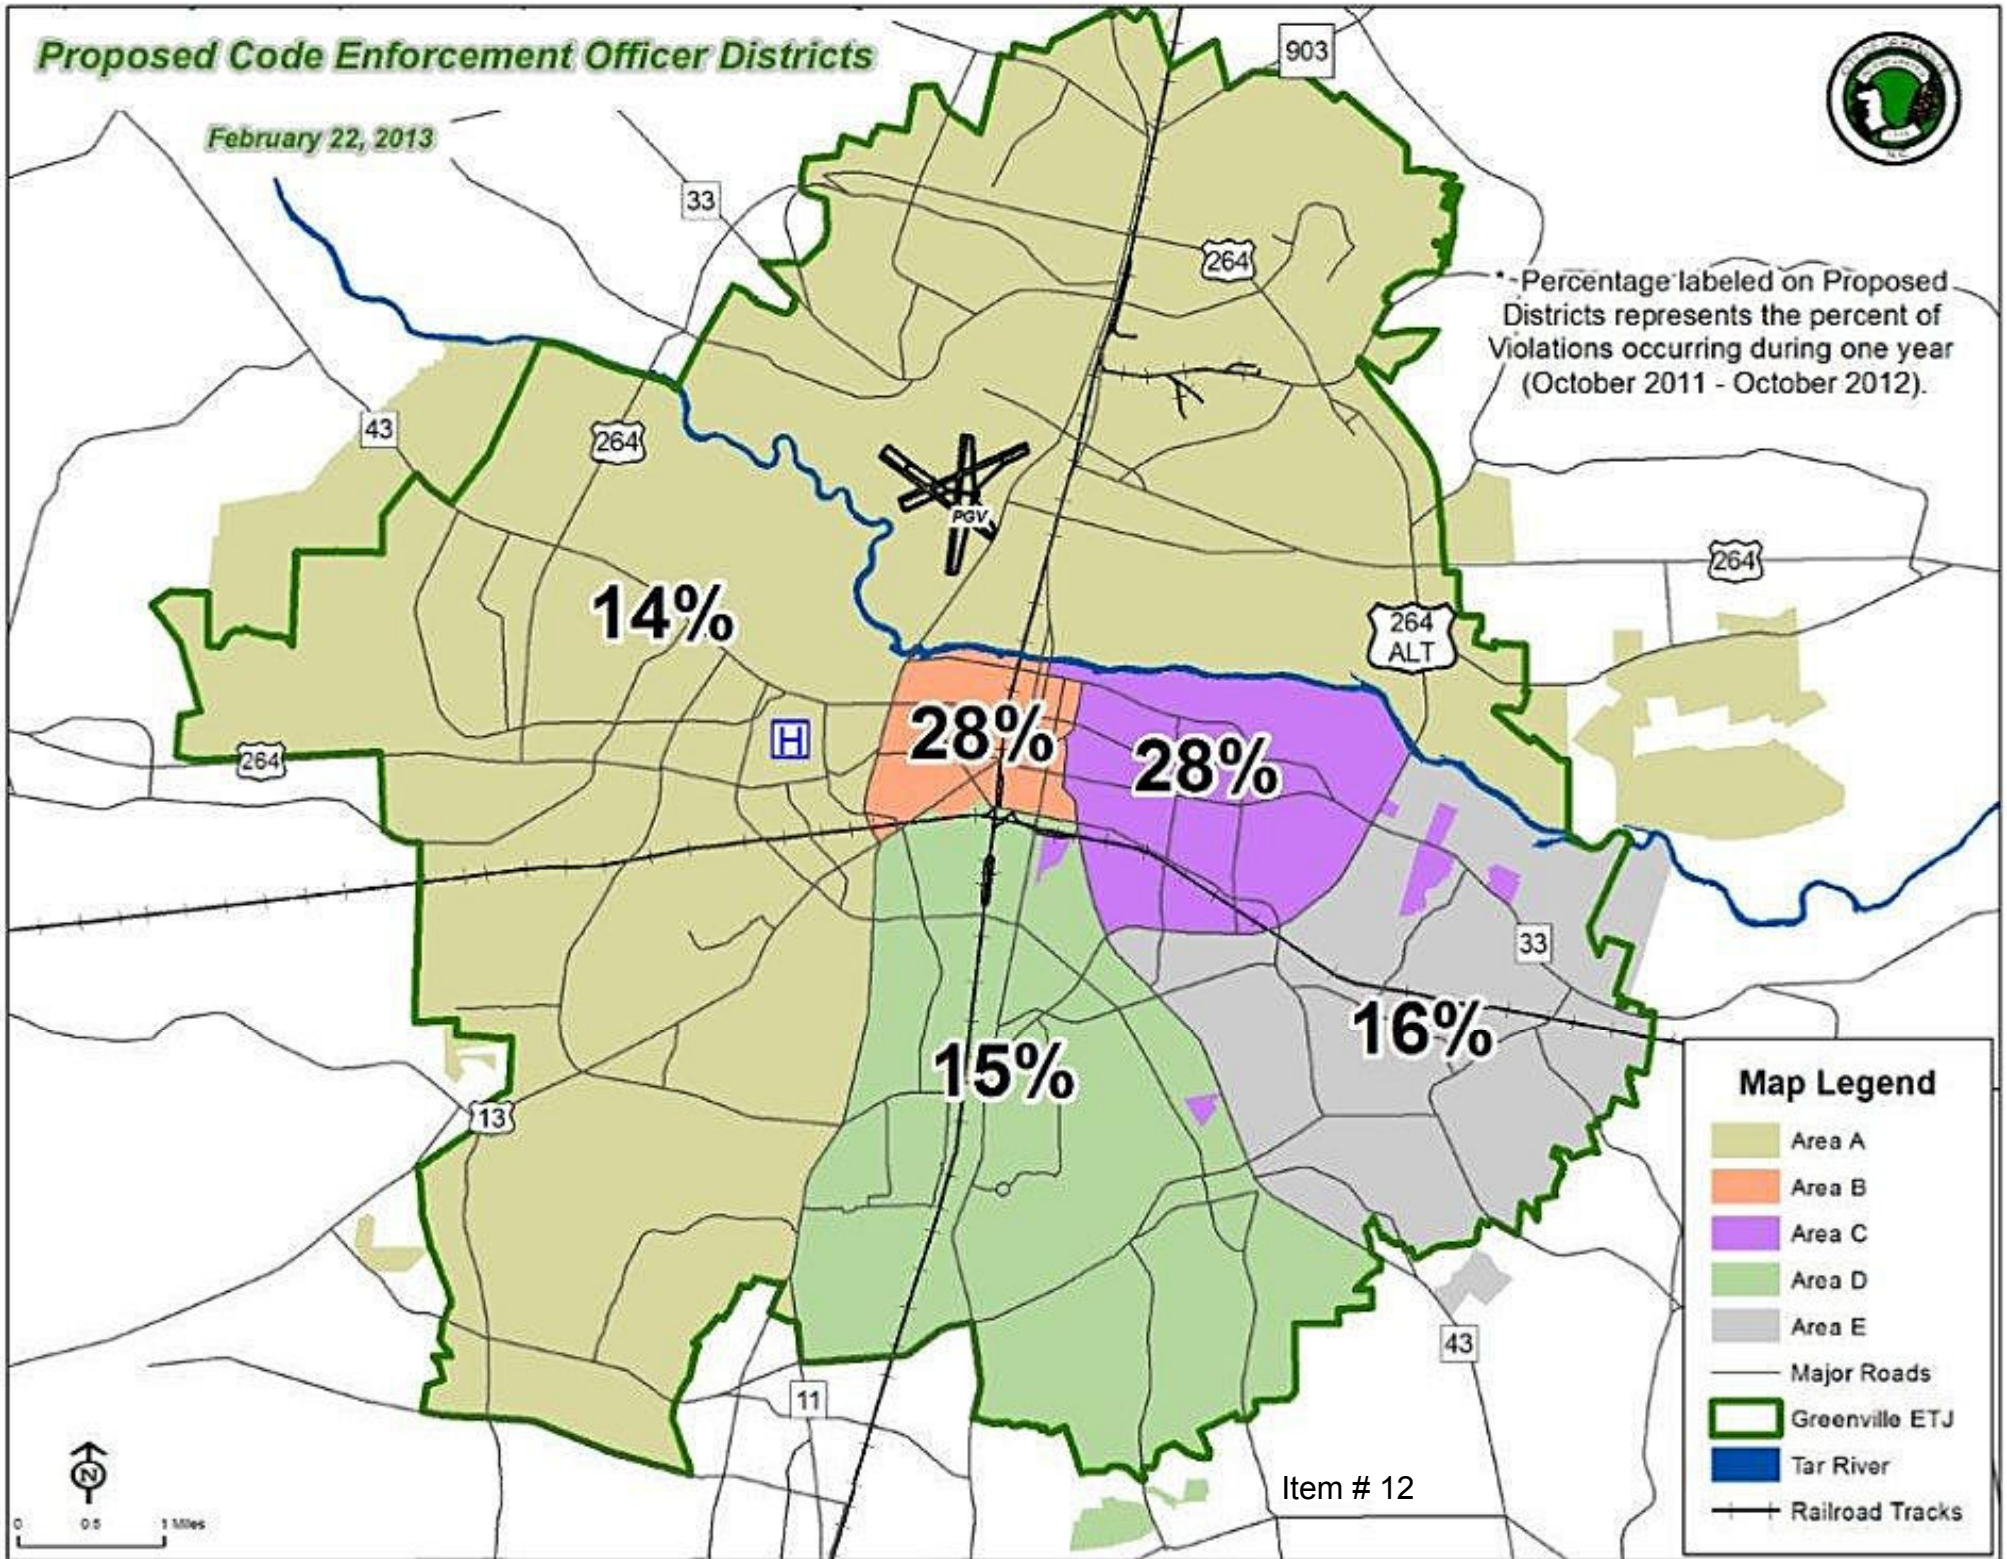 Proposed Code Enforcement Officer Districts
February 22, 2013
903
33
264
* Percentage labeled on Proposed
Districts represents the percent of
Violations occurring during one year
(October 2011 - October 2012).
43
264
PGV
264
14%
264
ALT
28%
H
28%
264
33
16%
15%
13
Map Legend
Area A
Area B
Area C
Area D
Area E
Major Roads
Greenville ETJ
Tar River
Railroad Tracks
43
11
Item # 12
N
0 0.5 1 Miles